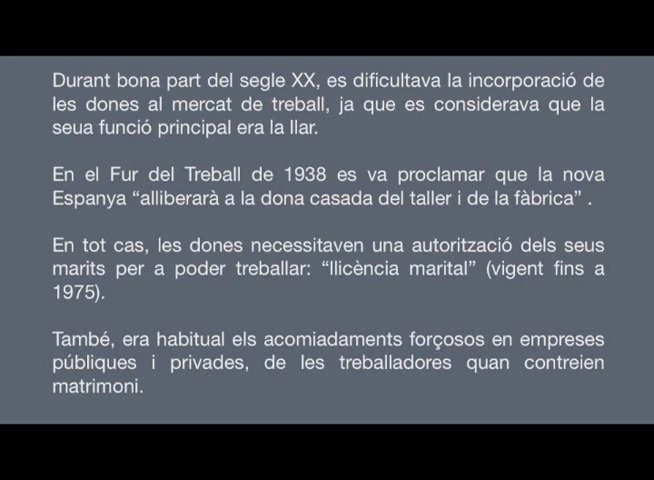 Durant bona part del segle XX, es dificultava la incorporació de
les dones al mercat de treball, ja que es considerava que la
seua funció principal era la llar.
En el Fur del Treball de 1938 es va proclamar que la nova
Espanya “alliberarà a la dona casada del taller i de la fàbrica” .
En tot cas, les dones necessitaven una autorització dels seus
marits per a poder treballar: “llicència marital” (vigent fins a
1975).
També, era habitual els acomiadaments forçosos en empreses
públiques i privades, de les treballadores quan contreien
matrimoni.